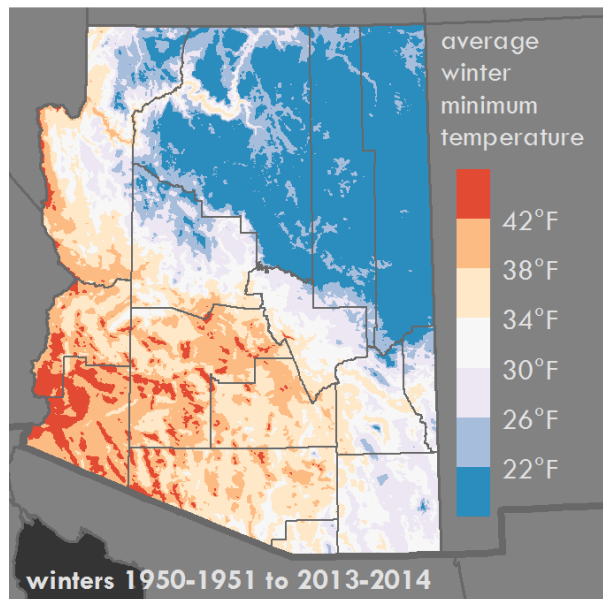 average
winter
minimum
temperature
42°F
38°F
34°F
30°F
26°F
22°F
winters 1950-1951 to 2013-2014